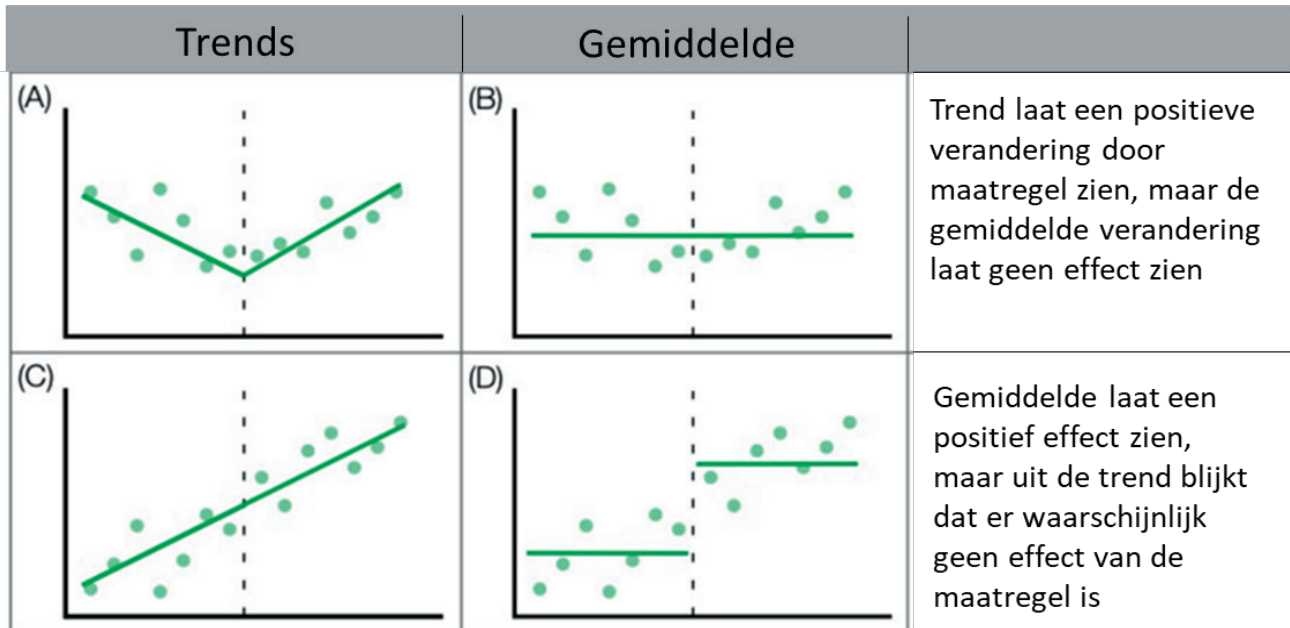 Trends
Gemiddelde
(A)
(B)
Trend laat een positieve
verandering door
maatregel zien, maar de
gemiddelde verandering
laat geen effect zien
(C)
(D)
Gemiddelde laat een
positief effect zien,
maar uit de trend blijkt
dat er waarschijnlijk
geen effect van de
maatregel is